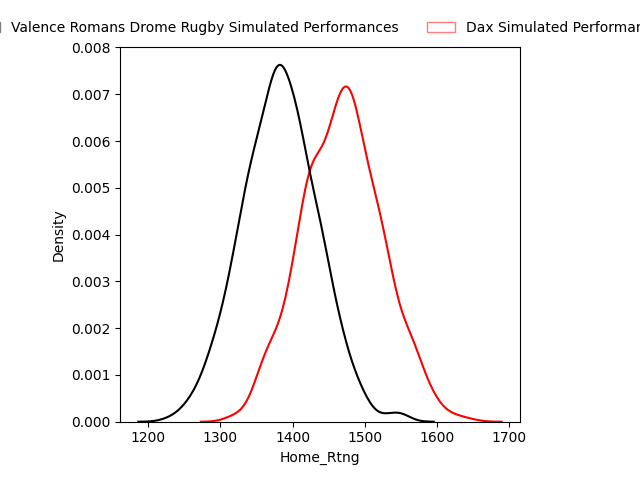 Valence Romans Drome Rugby Simulated Performances
Dax Simulated
0.008
0.007
0.006
0.005
0.004
0.003
0.002
0.001
0.000
Density
1200 1300 1400 1500 1600 1700
Home_Rtng